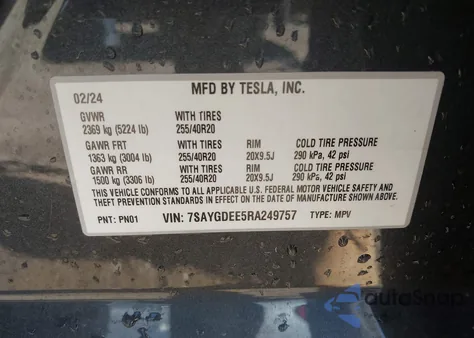 MFD BY TESLA, INC.
02/24
GVWR WITH TIRES
2369 kg (5224 lb) 255/40R20
GAWR FRT WITH TIRES RIM COLD TIRE PRESSURE
1363 kg (3004 lb) 255/40R20 20X9.5J 290 kPa, 42 psi
GAWR RR WITH TIRES RIM COLD TIRE PRESSURE
1500 kg (3306 lb) 255/40R20 20X9.5J 290 kPa, 42 psi
THIS VEHICLE CONFORMS TO ALL APPLICABLE U.S. FEDERAL MOTOR VEHICLE SAFETY AND
THEFT PREVENTION STANDARDS IN EFFECT ON THE DATE OF MANUFACTURE SHOWN ABOVE.
PNT: PN01 VIN: 7SAYGDEE5RA249757 TYPE: MPV
autoSnap